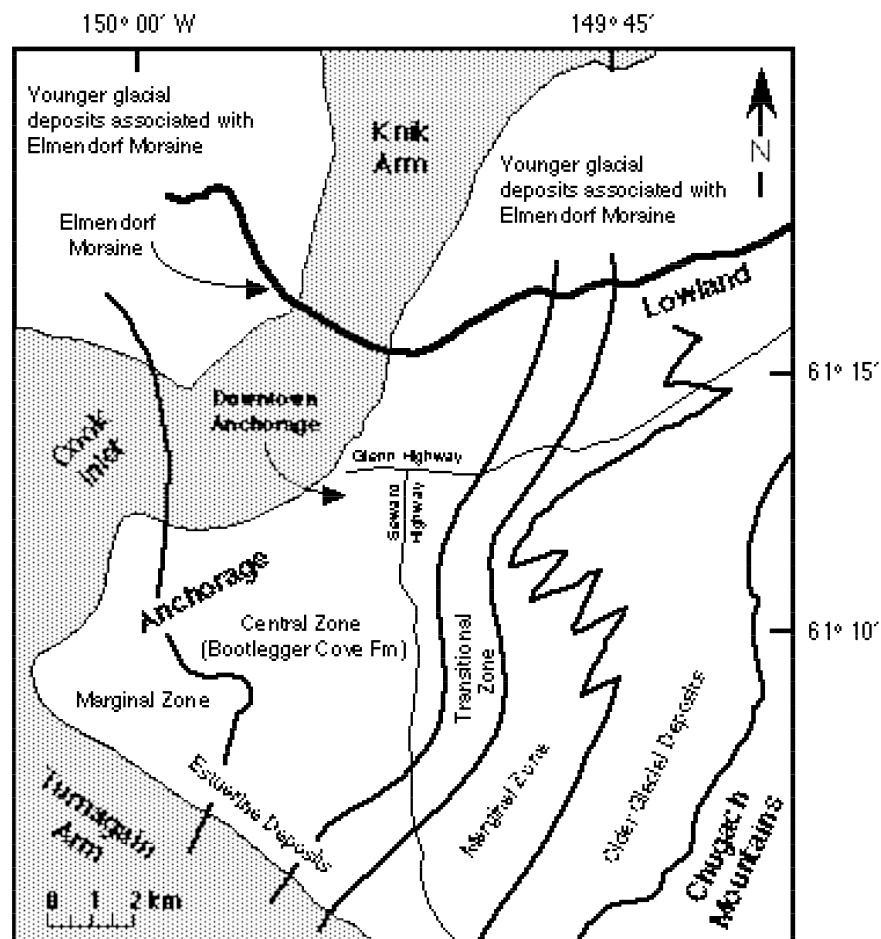 150° 00' W
149° 45'
Younger glacial
deposits associated with
Elmendorf Moraine
Knik
Arm
N
Younger glacial
deposits associated with
Elmendorf Moraine
Elmendorf
Moraine
Lowland
61° 15'
Downtown
Anchorage
Cook
Inlet
Glenn Highway
Seward
Highway
Anchorage
Central Zone
(Bootlegger Cove Fm)
61° 10'
Transitional
Zone
Marginal Zone
Estuarine Deposits
Marginal Zone
Older Glacial Deposits
Chugach
Mountains
Turnagain
Arm
0 1 2 km